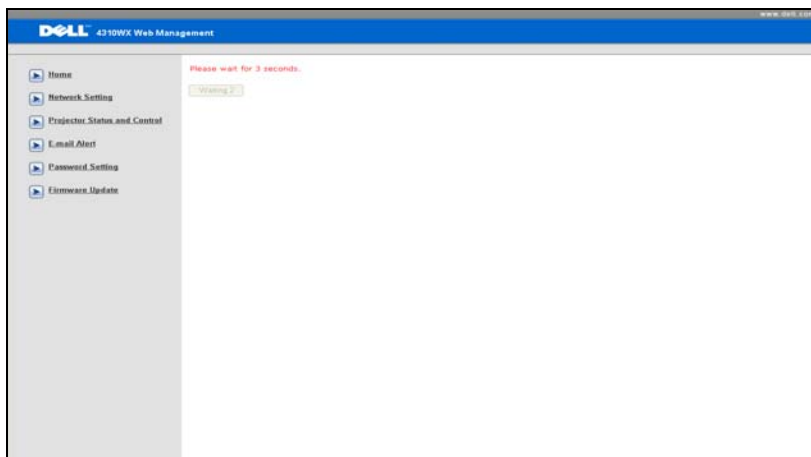 www.dell.com
DELL™ 4310WX Web Management
Home
Network Setting
Projector Status and Control
E.mail Alert
Password Setting
Firmware Update
Please wait for 3 seconds.
Waiting 2